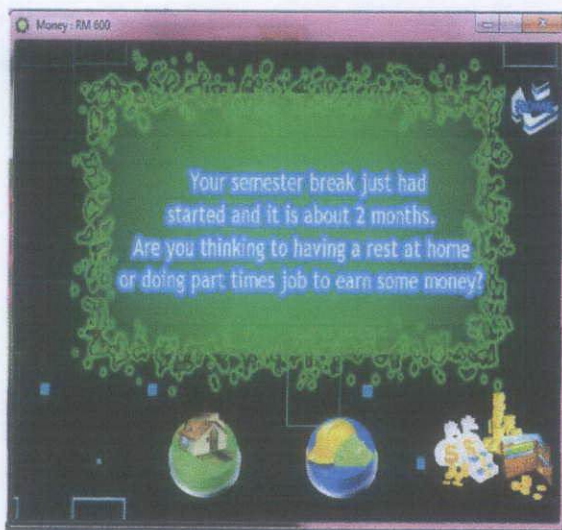 Money : RM 600
Your semester break just had
started and it is about 2 months.
Are you thinking to having a rest at home
or doing part times job to earn some money?